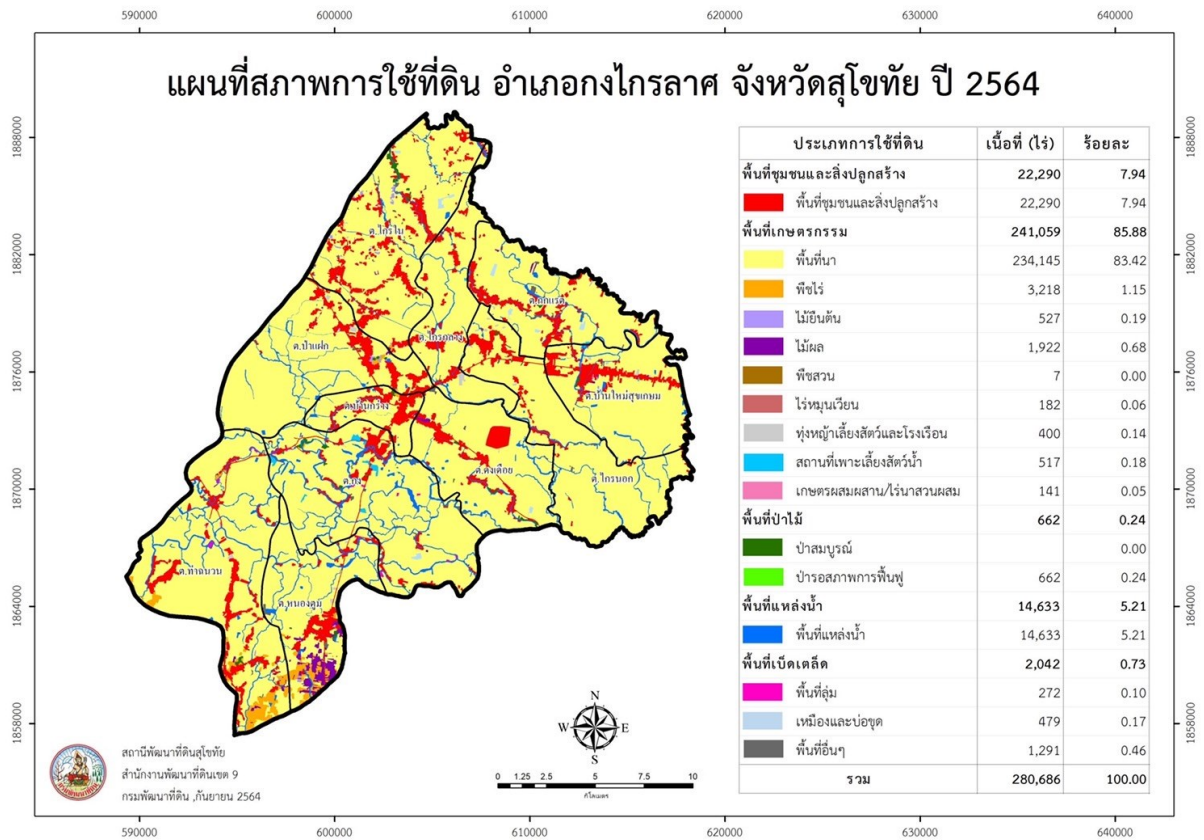 590000 600000 610000 620000 630000 640000
แผนที่สภาพการใช้ที่ดิน อำเภอกงไกรลาศ จังหวัดสุโขทัย ปี 2564
1888000 1888000
1882000 1882000
1876000 1876000
1870000 1870000
1864000 1864000
1858000 1858000
ต.ไกรใน
ต.กกแรต
ต.ไกรกลาง
ต.ป่าแฝก
ต.บ้านใหม่สุขเกษม
ต.บ้านกร่าง
ต.ดงเดือย
ต.กง
ต.ไกรนอก
ต.ท่าฉนวน
ต.หนองตูม
ประเภทการใช้ที่ดิน เนื้อที่ (ไร่) ร้อยละ
พื้นที่ชุมชนและสิ่งปลูกสร้าง 22,290 7.94
พื้นที่ชุมชนและสิ่งปลูกสร้าง 22,290 7.94
พื้นที่เกษตรกรรม 241,059 85.88
พื้นที่นา 234,145 83.42
พืชไร่ 3,218 1.15
ไม้ยืนต้น 527 0.19
ไม้ผล 1,922 0.68
พืชสวน 7 0.00
ไร่หมุนเวียน 182 0.06
ทุ่งหญ้าเลี้ยงสัตว์และโรงเรือน 400 0.14
สถานที่เพาะเลี้ยงสัตว์น้ำ 517 0.18
เกษตรผสมผสาน/ไร่นาสวนผสม 141 0.05
พื้นที่ป่าไม้ 662 0.24
ป่าสมบูรณ์ 0.00
ป่ารอสภาพการฟื้นฟู 662 0.24
พื้นที่แหล่งน้ำ 14,633 5.21
พื้นที่แหล่งน้ำ 14,633 5.21
พื้นที่เบ็ดเตล็ด 2,042 0.73
พื้นที่ลุ่ม 272 0.10
เหมืองและบ่อขุด 479 0.17
พื้นที่อื่นๆ 1,291 0.46
รวม 280,686 100.00
N
W E
S
0 1.25 2.5 5 7.5 10
กิโลเมตร
สถานีพัฒนาที่ดินสุโขทัย
สำนักงานพัฒนาที่ดินเขต 9
กรมพัฒนาที่ดิน ,กันยายน 2564
590000 600000 610000 620000 630000 640000